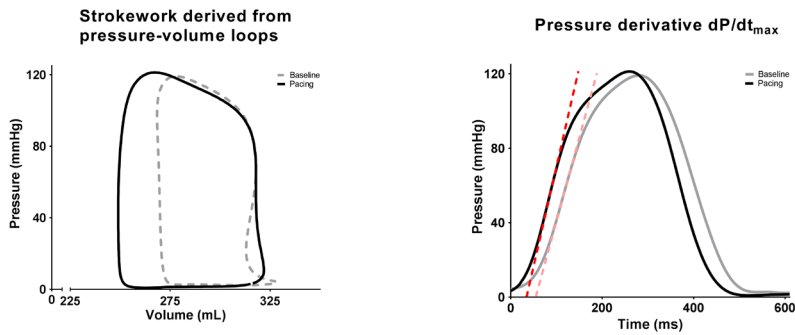 Strokework derived from
pressure-volume loops
Baseline
Pacing
Pressure (mmHg)
120
80
40
0
0 225 275 325
Volume (mL)
Pressure derivative dP/dtmax
Baseline
Pacing
Pressure (mmHg)
120
80
40
0
0 200 400 600
Time (ms)